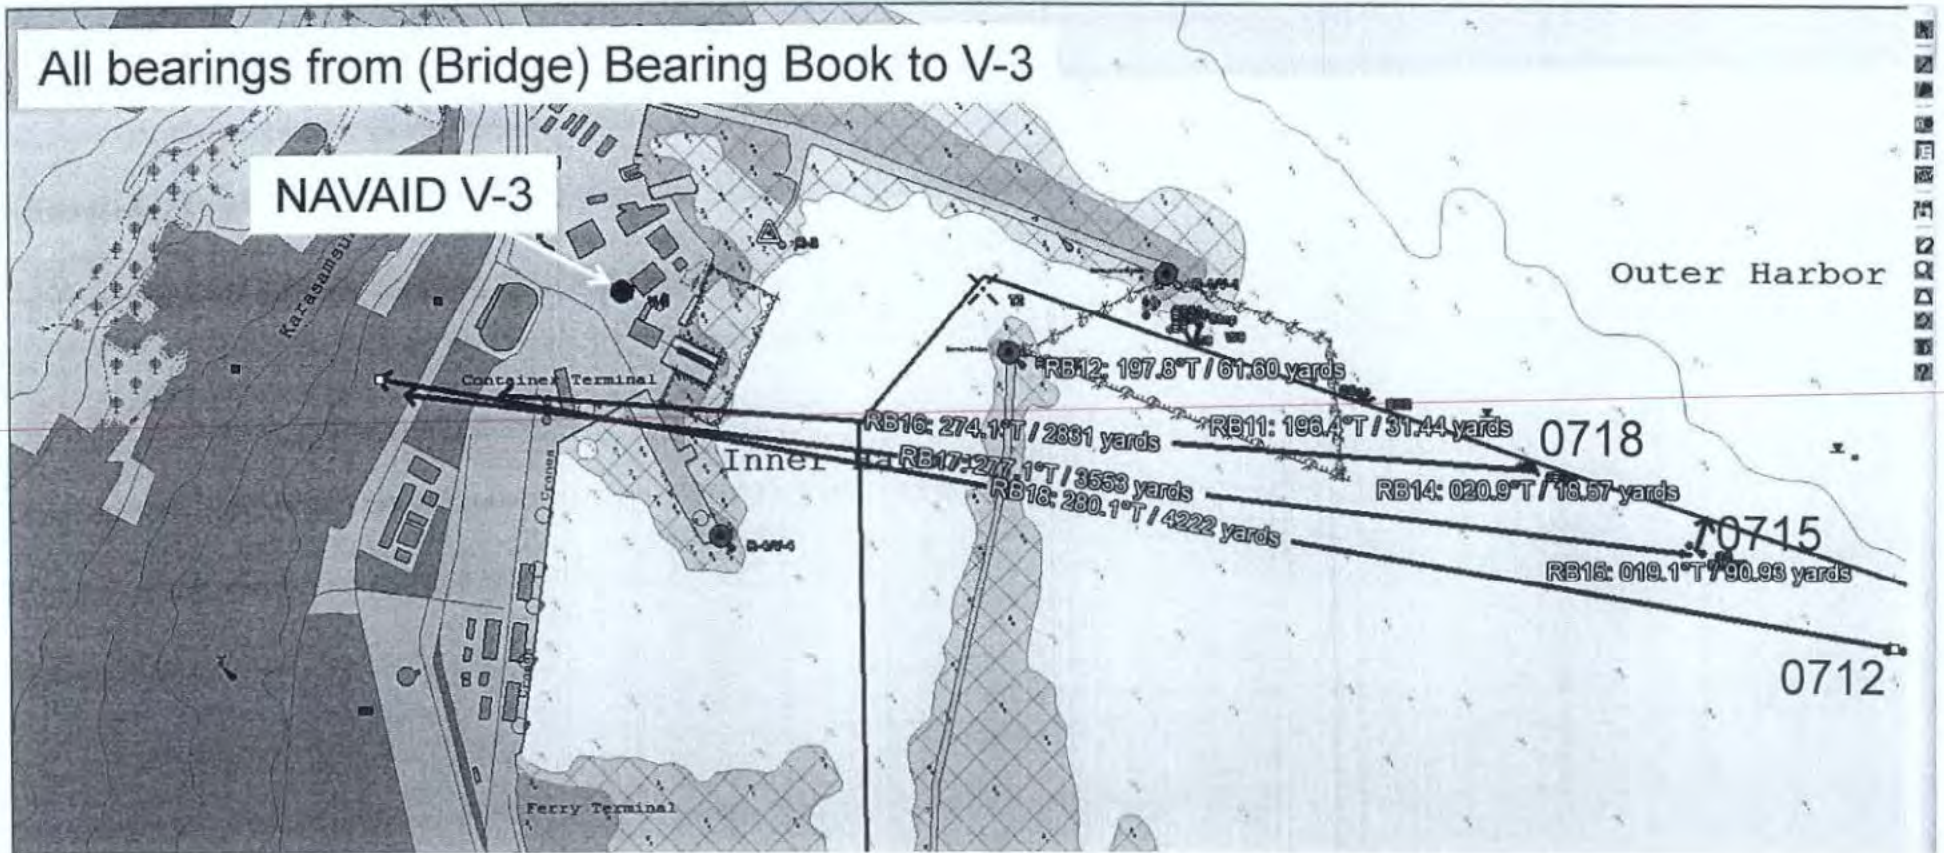 All bearings from (Bridge) Bearing Book to V-3
NAVAID V-3
Outer Harbor
Container Terminal
RB12: 197.8°T / 61.60 yards
RB16: 274.1°T / 2831 yards
RB11: 196.4°T / 31.44 yards
0718
Inner Ha
RB17: 277.1°T / 3553 yards
RB18: 280.1°T / 4222 yards
RB14: 020.9°T / 18.57 yards
0715
RB15: 019.1°T / 90.93 yards
0712
Cranes
Ferry Terminal